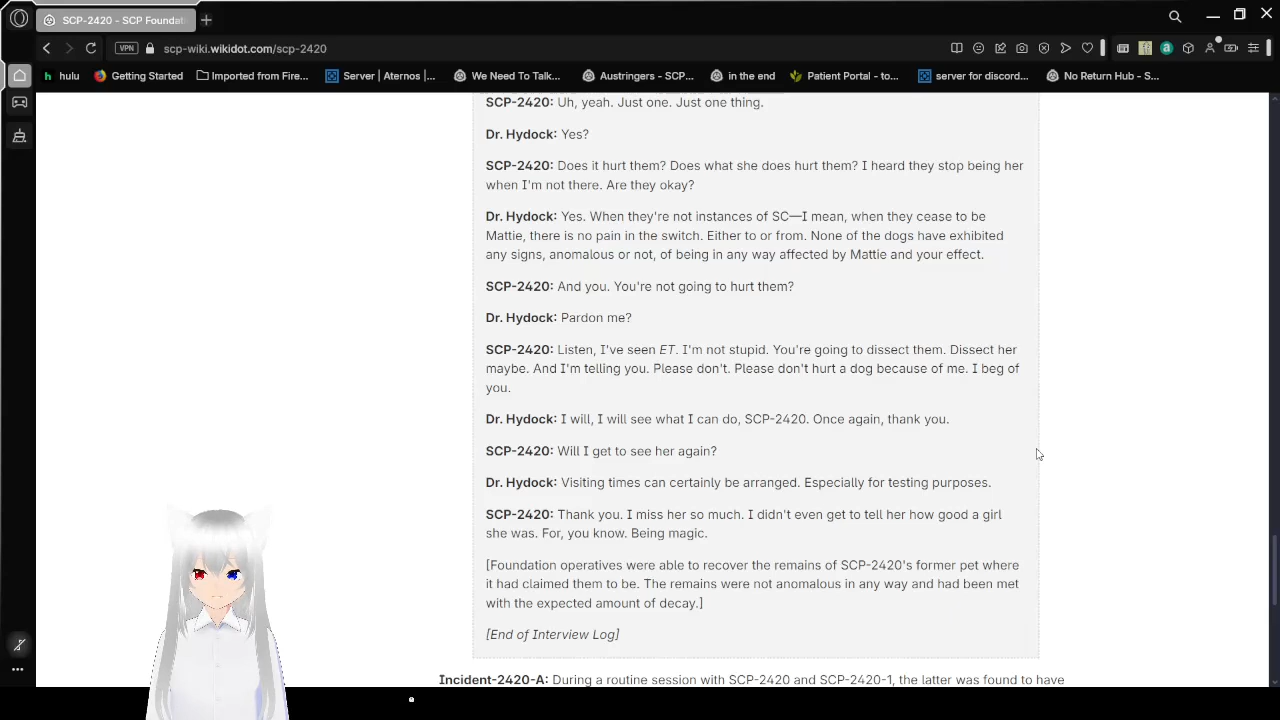 SCP-2420 - SCP Foundati
VPN
scp-wiki.wikidot.com/scp-2420
hulu
Getting Started
Imported from Fire...
Server | Aternos |...
We Need To Talk...
Austringers - SCP...
in the end
Patient Portal - to...
server for discord...
No Return Hub - S...
SCP-2420: Uh, yeah. Just one. Just one thing.
Dr. Hydock: Yes?
SCP-2420: Does it hurt them? Does what she does hurt them? I heard they stop being her
when I'm not there. Are they okay?
Dr. Hydock: Yes. When they're not instances of SC—I mean, when they cease to be
Mattie, there is no pain in the switch. Either to or from. None of the dogs have exhibited
any signs, anomalous or not, of being in any way affected by Mattie and your effect.
SCP-2420: And you. You're not going to hurt them?
Dr. Hydock: Pardon me?
SCP-2420: Listen, I've seen ET. I'm not stupid. You're going to dissect them. Dissect her
maybe. And I'm telling you. Please don't. Please don't hurt a dog because of me. I beg of
you.
Dr. Hydock: I will, I will see what I can do, SCP-2420. Once again, thank you.
SCP-2420: Will I get to see her again?
Dr. Hydock: Visiting times can certainly be arranged. Especially for testing purposes.
SCP-2420: Thank you. I miss her so much. I didn't even get to tell her how good a girl
she was. For, you know. Being magic.
[Foundation operatives were able to recover the remains of SCP-2420's former pet where
it had claimed them to be. The remains were not anomalous in any way and had been met
with the expected amount of decay.]
[End of Interview Log]
Incident-2420-A: During a routine session with SCP-2420 and SCP-2420-1, the latter was found to have